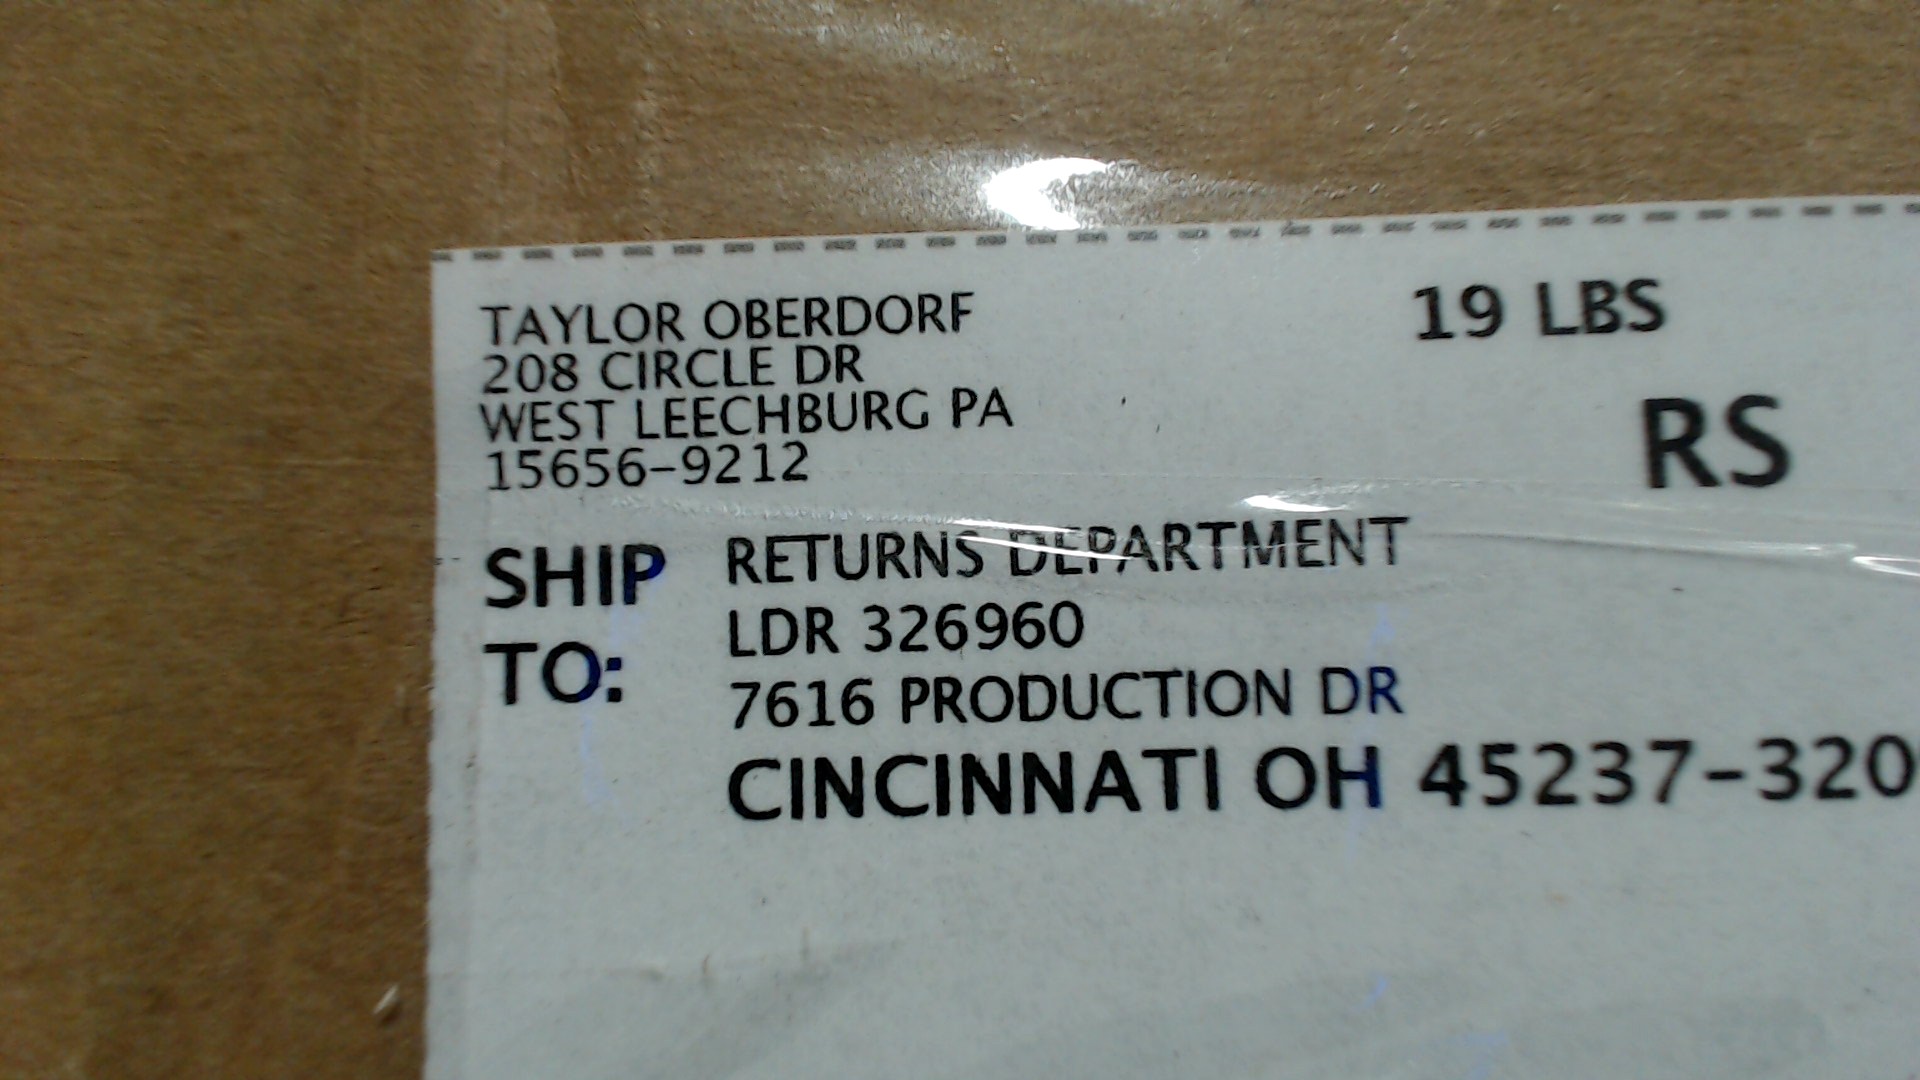 TAYLOR OBERDORF
19 LBS
208 CIRCLE DR
WEST LEECHBURG PA
RS
15656-9212
SHIP TO:
RETURNS DEPARTMENT
LDR 326960
7616 PRODUCTION DR
CINCINNATI OH 45237-320